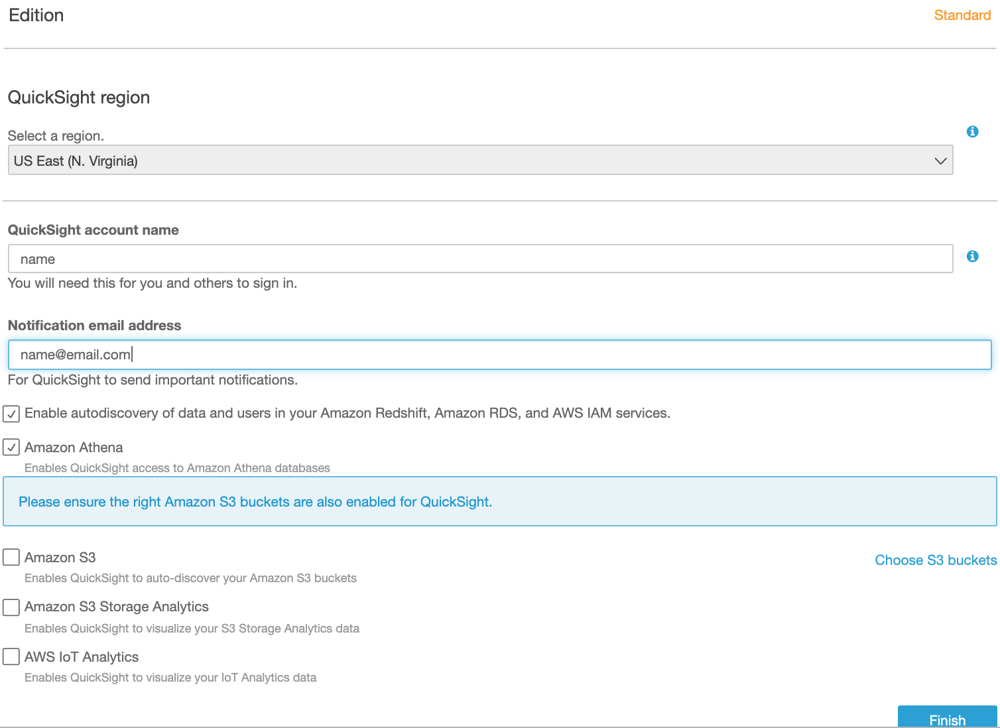 Edition
Standard
QuickSight region
Select a region.
US East (N. Virginia)
QuickSight account name
name
You will need this for you and others to sign in.
Notification email address
name@email.com
For QuickSight to send important notifications.
Enable autodiscovery of data and users in your Amazon Redshift, Amazon RDS, and AWS IAM services.
Amazon Athena
Enables QuickSight access to Amazon Athena databases
Please ensure the right Amazon S3 buckets are also enabled for QuickSight.
Amazon S3
Choose S3 buckets
Enables QuickSight to auto-discover your Amazon S3 buckets
Amazon S3 Storage Analytics
Enables QuickSight to visualize your S3 Storage Analytics data
AWS IoT Analytics
Enables QuickSight to visualize your IoT Analytics data
Finish